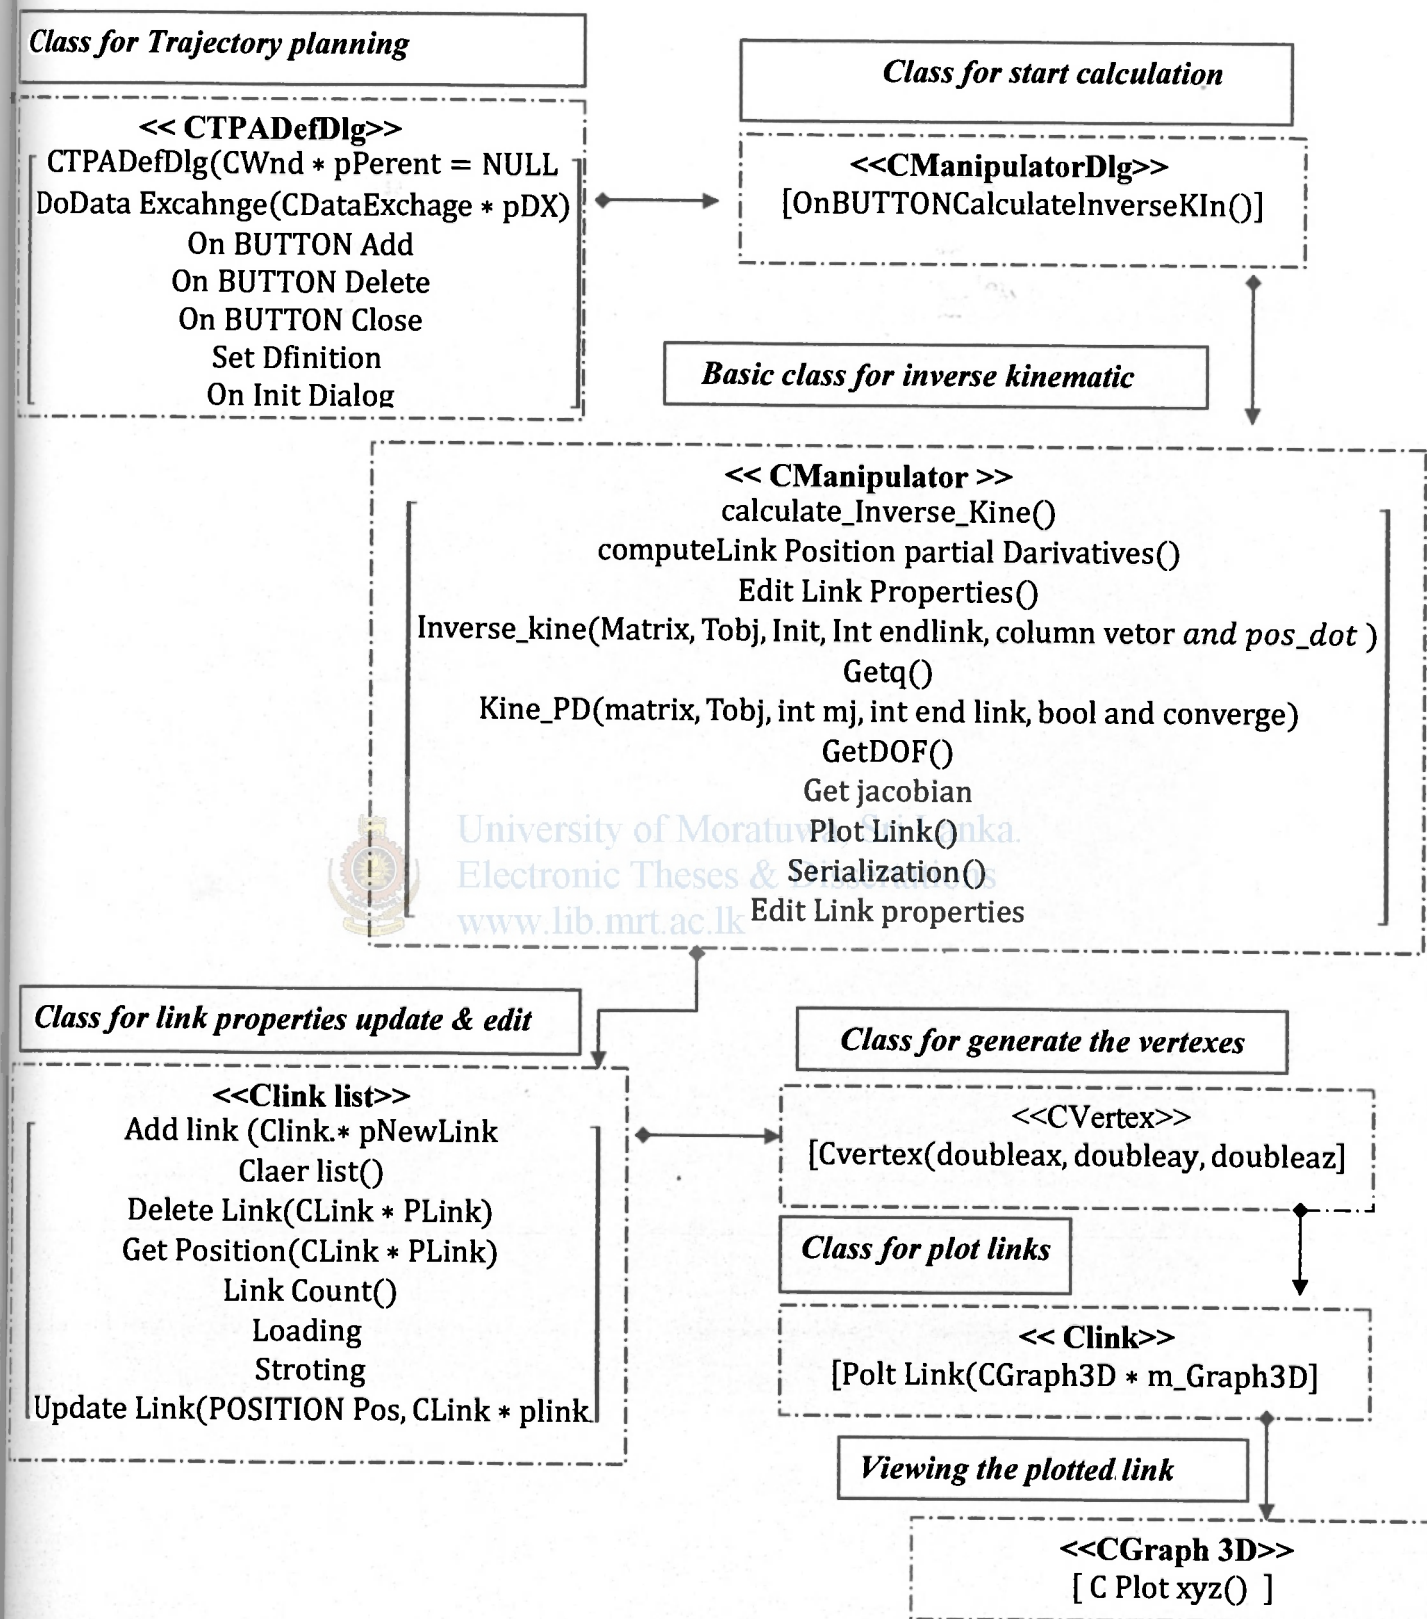 Class for Trajectory planning
Class for start calculation
<< CTPADefDlg>>
CTPADefDlg(CWnd * pPerent = NULL
DoData Excahnge(CDataExchage * pDX)
On BUTTON Add
On BUTTON Delete
On BUTTON Close
Set Dfinition
On Init Dialog
<<CManipulatorDlg>>
[OnBUTTONCalculateInverseKIn()]
Basic class for inverse kinematic
<< CManipulator >>
calculate_Inverse_Kine()
computeLink Position partial Darivatives()
Edit Link Properties()
Inverse_kine(Matrix, Tobj, Init, Int endlink, column vetor and pos_dot )
Getq()
Kine_PD(matrix, Tobj, int mj, int end link, bool and converge)
GetDOF()
Get jacobian
Plot Link()
Serialization()
Edit Link properties
University of Moratuwa, Sri Lanka.
Electronic Theses & Dissertations
www.lib.mrt.ac.lk
Class for link properties update & edit
<<Clink list>>
Add link (Clink.* pNewLink
Claer list()
Delete Link(CLink * PLink)
Get Position(CLink * PLink)
Link Count()
Loading
Stroting
Update Link(POSITION Pos, CLink * plink
Class for generate the vertexes
<<CVertex>>
[Cvertex(doubleax, doubleay, doubleaz]
Class for plot links
<< Clink>>
[Polt Link(CGraph3D * m_Graph3D]
Viewing the plotted link
<<CGraph 3D>>
[ C Plot xyz() ]